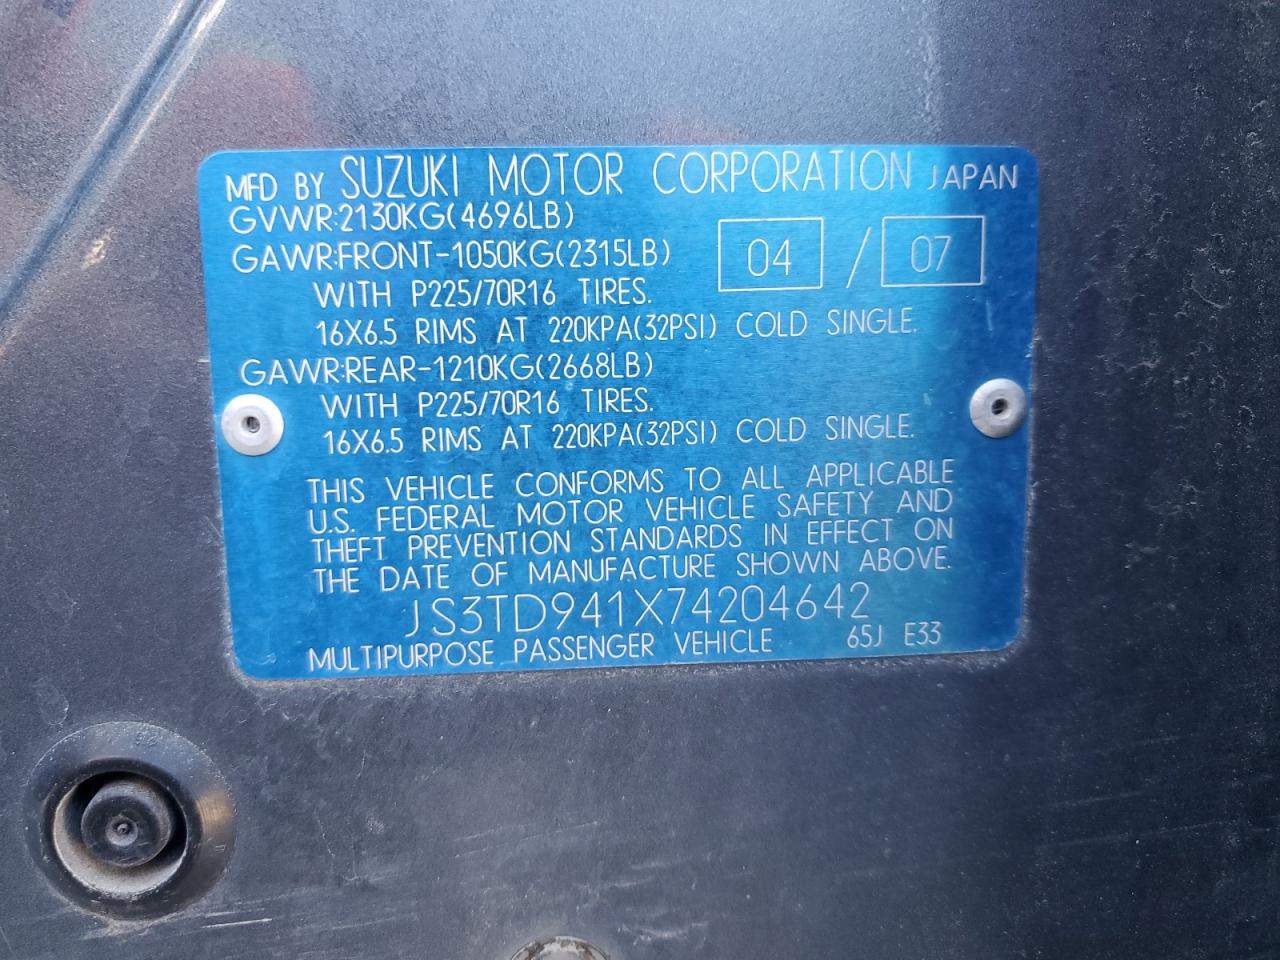 MFD BY SUZUKI MOTOR CORPORATION JAPAN
GVWR:2130KG(4696LB)
GAWR:FRONT-1050KG(2315LB) 04 / 07
WITH P225/70R16 TIRES.
16X6.5 RIMS AT 220KPA(32PSI) COLD SINGLE.
GAWR:REAR-1210KG(2668LB)
WITH P225/70R16 TIRES.
16X6.5 RIMS AT 220KPA(32PSI) COLD SINGLE.
THIS VEHICLE CONFORMS TO ALL APPLICABLE
U.S. FEDERAL MOTOR VEHICLE SAFETY AND
THEFT PREVENTION STANDARDS IN EFFECT ON
THE DATE OF MANUFACTURE SHOWN ABOVE.
JS3TD941X74204642
MULTIPURPOSE PASSENGER VEHICLE 65J E33